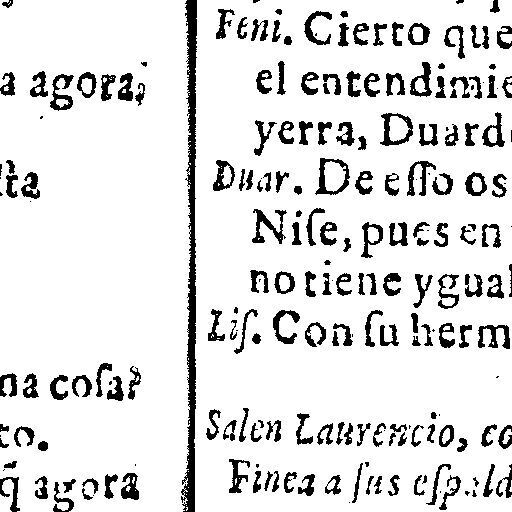 a agora,
ſta
na coſa?
to.
q̃ agora
Feni. Cierto que
el entendimie
yerra, Duard
Duar. De eſſo os
Niſe, pues en
no tiene ygual
Liſ. Con ſu herm
Salen Laurencio, co
Finea a ſus eſpald